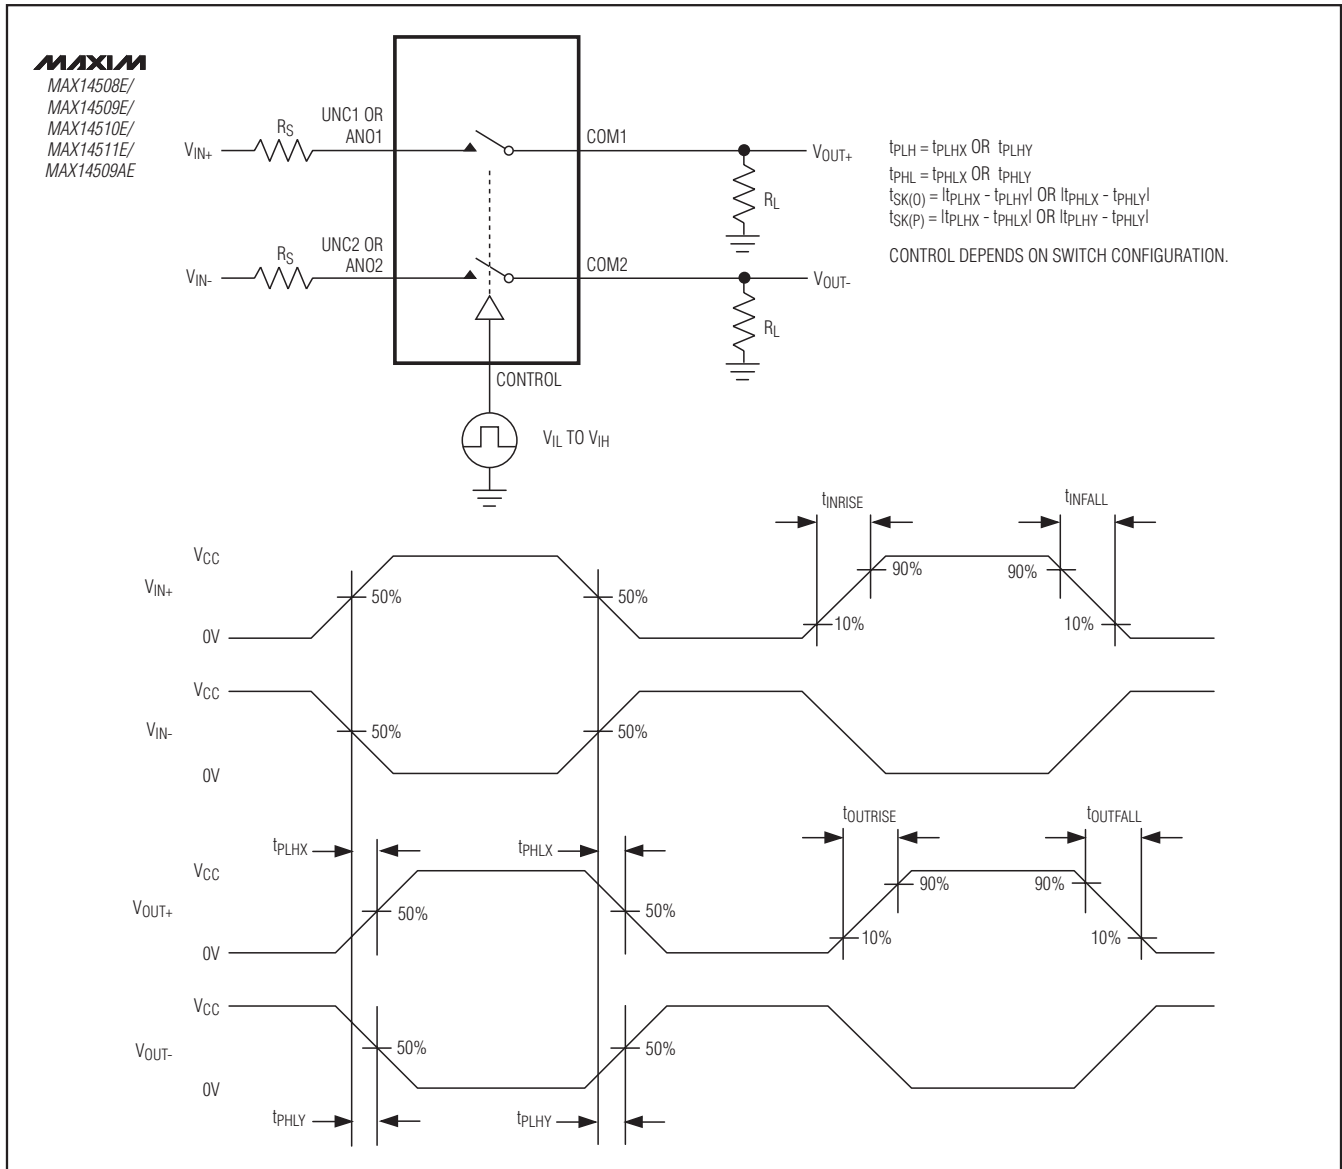 MAXIM
MAX14508E/
MAX14509E/
MAX14510E/
MAX14511E/
MAX14509AE
VIN+
RS
UNC1 OR
ANO1
COM1
VOUT+
RL
VIN-
RS
UNC2 OR
ANO2
COM2
VOUT-
RL
CONTROL
VIL TO VIH
tPLH = tPLHX OR tPLHY
tPHL = tPHLX OR tPHLY
tSK(O) = |tPLHX - tPLHY| OR |tPHLX - tPHLY|
tSK(P) = |tPLHX - tPHLX| OR |tPLHY - tPHLY|
CONTROL DEPENDS ON SWITCH CONFIGURATION.
tINRISE
tINFALL
VCC
VIN+
0V
50%
50%
90%
10%
90%
10%
VCC
VIN-
0V
50%
50%
tPLHX
tPHLX
tOUTRISE
tOUTFALL
VCC
VOUT+
0V
50%
50%
90%
10%
90%
10%
VCC
VOUT-
0V
50%
50%
tPHLY
tPLHY